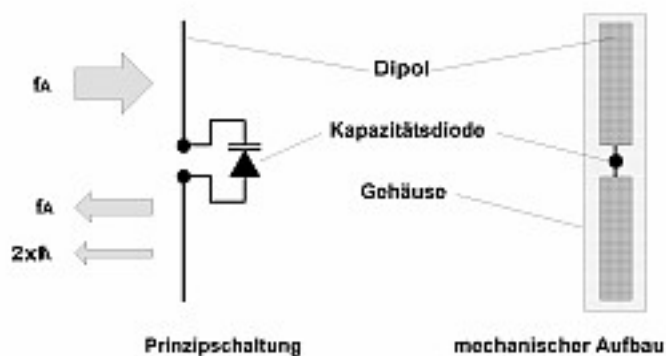 Dipol
fA
Kapazitätsdiode
Gehäuse
fA
2xfA
Prinzipschaltung
mechanischer Aufbau